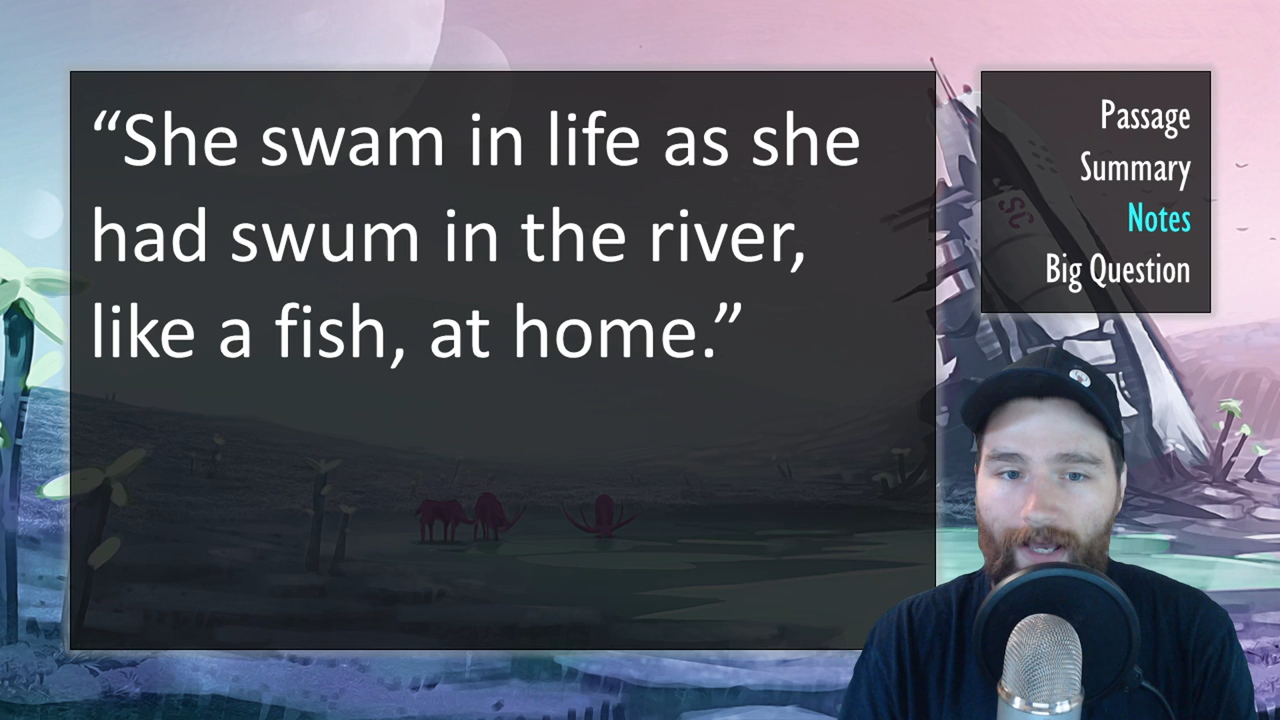 “She swam in life as she
had swum in the river,
like a fish, at home.”
Passage
Summary
Notes
Big Question
SC